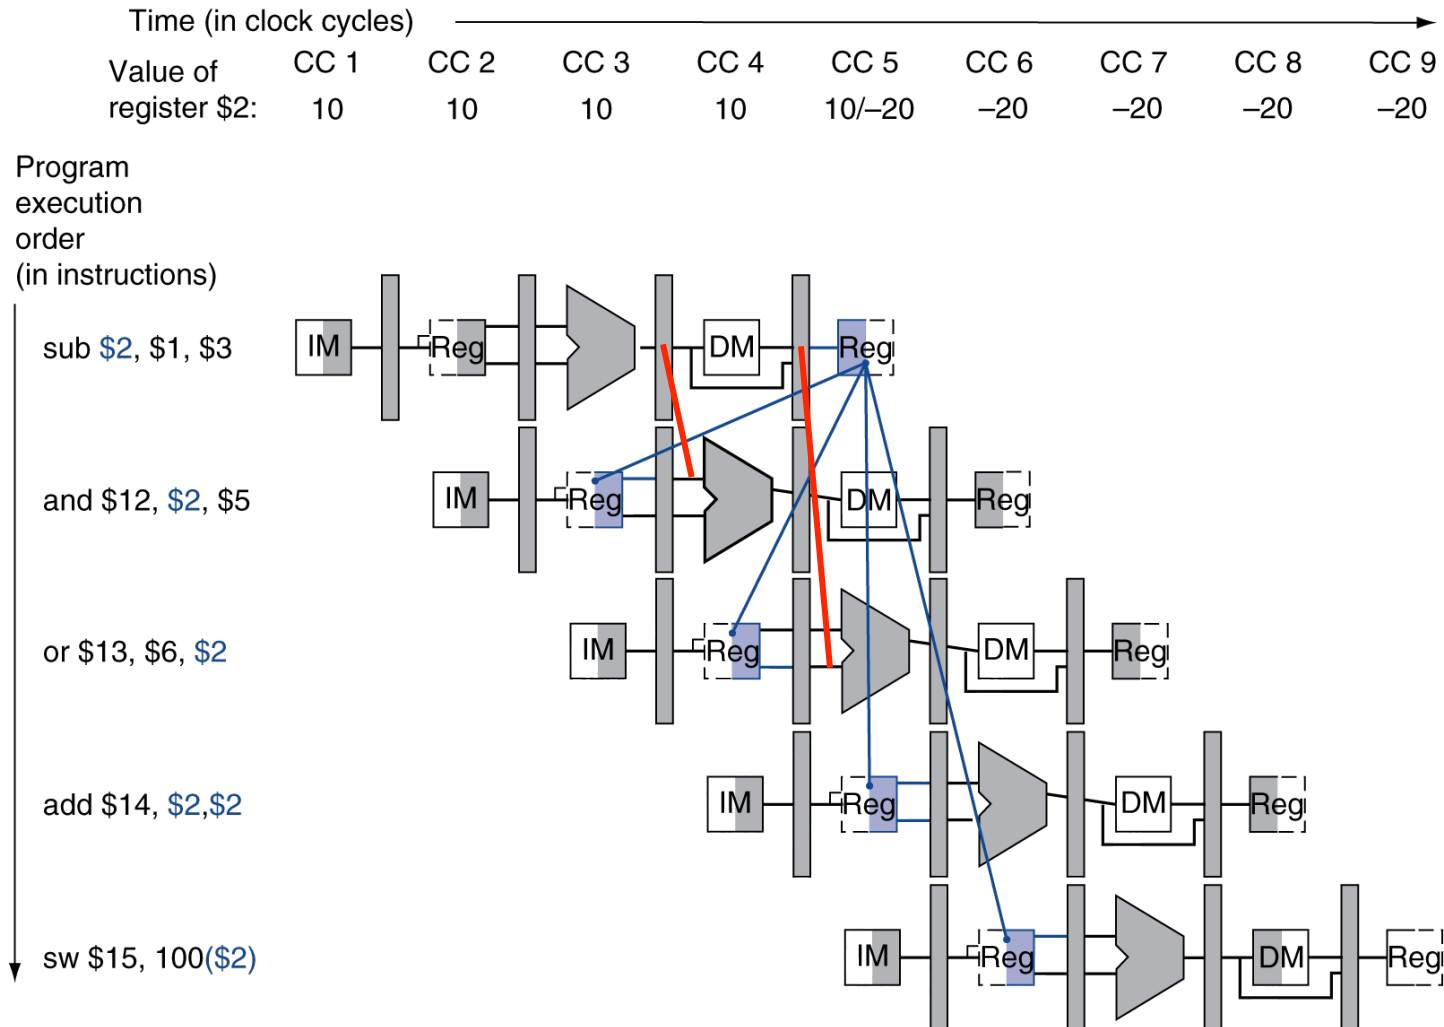 Time (in clock cycles)
Value of register $2:
CC 1 CC 2 CC 3 CC 4 CC 5 CC 6 CC 7 CC 8 CC 9
10 10 10 10 10/–20 –20 –20 –20 –20
Program
execution
order
(in instructions)
sub $2, $1, $3
IM Reg DM Reg
and $12, $2, $5
IM Reg DM Reg
or $13, $6, $2
IM Reg DM Reg
add $14, $2,$2
IM Reg DM Reg
sw $15, 100($2)
IM Reg DM Reg